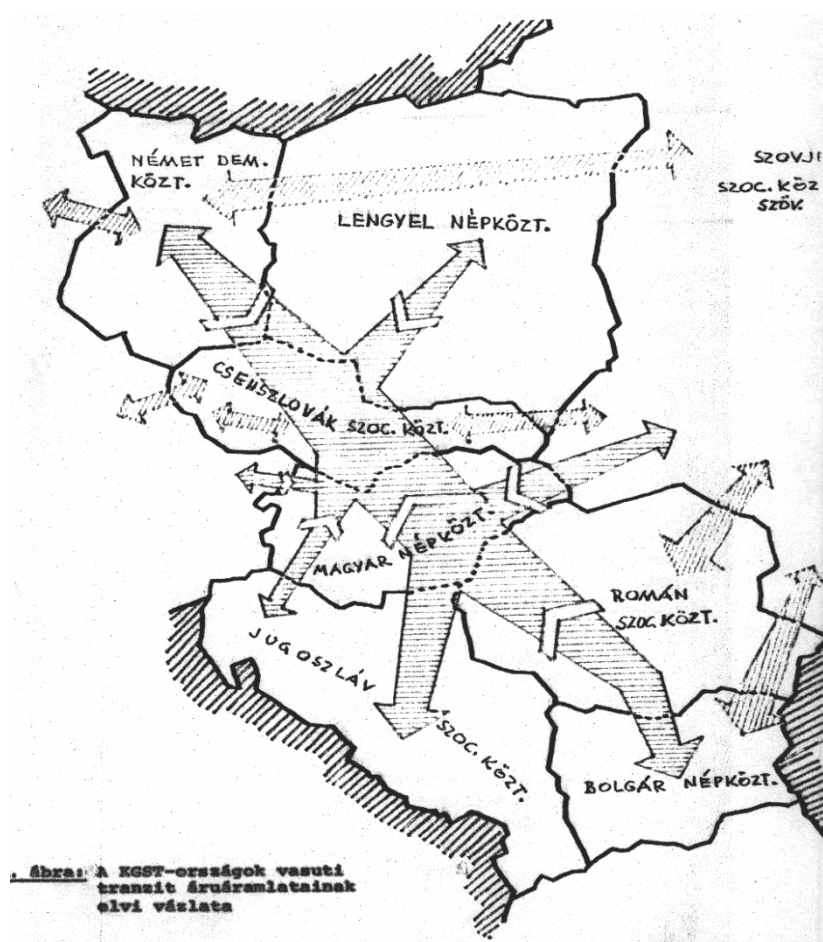 NÉMET DEM.
KÖZT.
SZOVJ
SZOC. KÖZ
SZÖV.
LENGYEL NÉPKÖZT.
CSEHSZLOVÁK SZOC. KÖZT.
MAGYAR NÉPKÖZT.
ROMÁN
SZOC. KÖZT.
JUGOSZLÁV
SZOC. KÖZT.
BOLGÁR NÉPKÖZT.
. ábra: A KGST-országok vasuti
tranzit áruáramlatainak
elvi vázlata